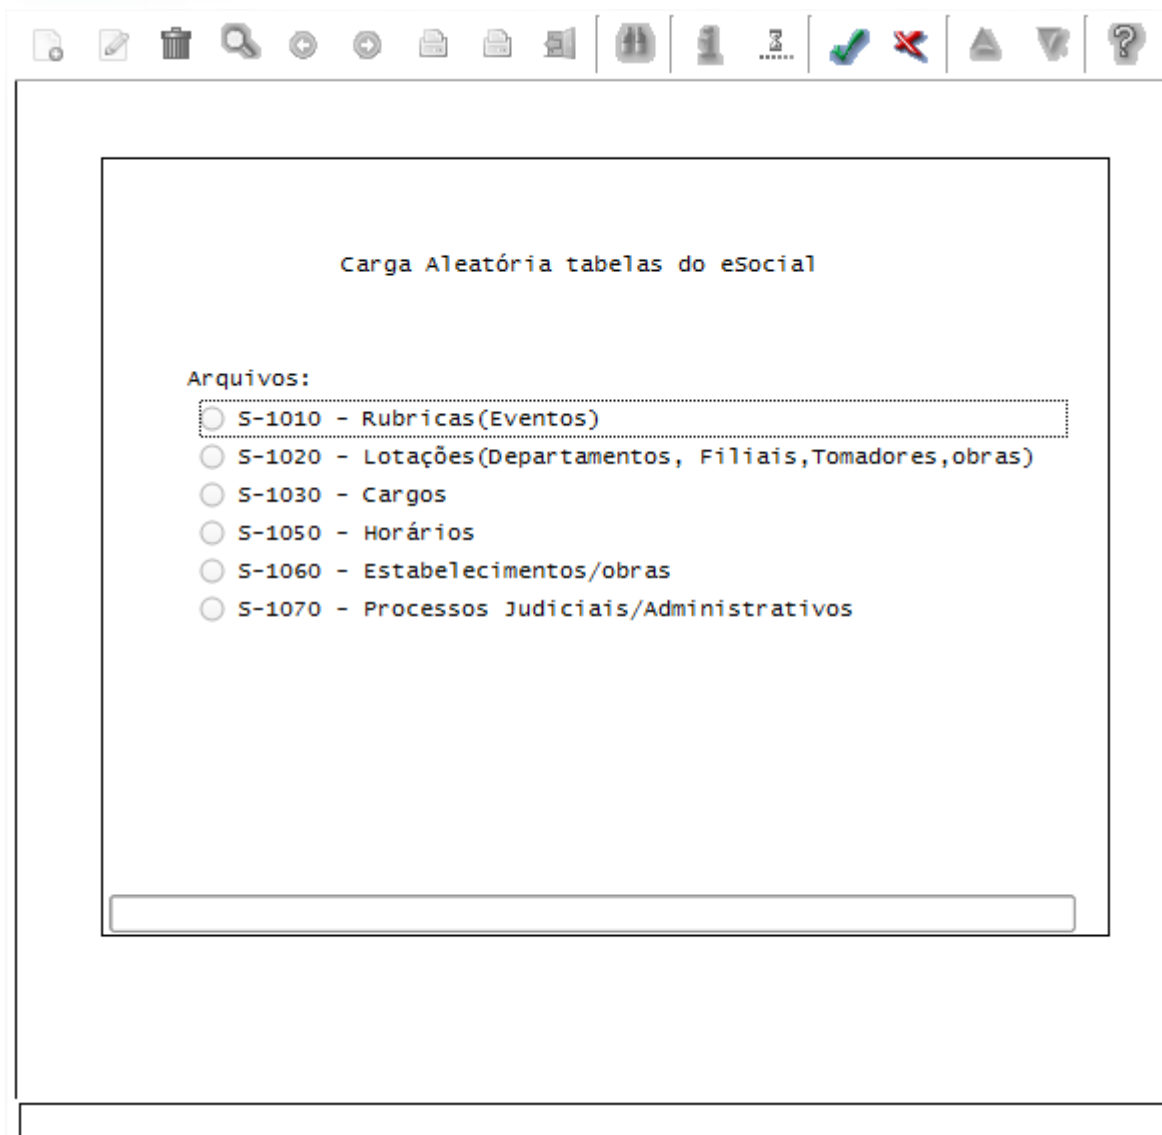 Carga Aleatória tabelas do eSocial
Arquivos:
S-1010 - Rubricas(Eventos)
S-1020 - Lotações(Departamentos, Filiais,Tomadores,obras)
S-1030 - Cargos
S-1050 - Horários
S-1060 - Estabelecimentos/obras
S-1070 - Processos Judiciais/Administrativos